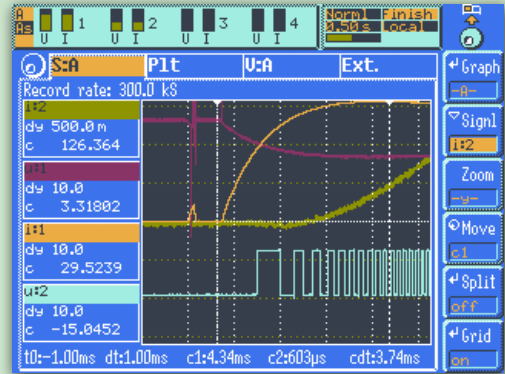 A
As
1 2 3 4
U I U I U I U I
Norml Finish
0.50 s Local
S:A Plt U:A Ext.
Record rate: 300.0 kS
i:2
dy 500.0 m
c 126.364
u:1
dy 10.0
c 3.31802
i:1
dy 10.0
c 29.5239
u:2
dy 10.0
c -15.0452
t0:-1.00ms dt:1.00ms c1:4.34ms c2:603µs cdt:3.74ms
Graph
-A-
Signl
i:2
Zoom
-y-
Move
c1
Split
off
Grid
on